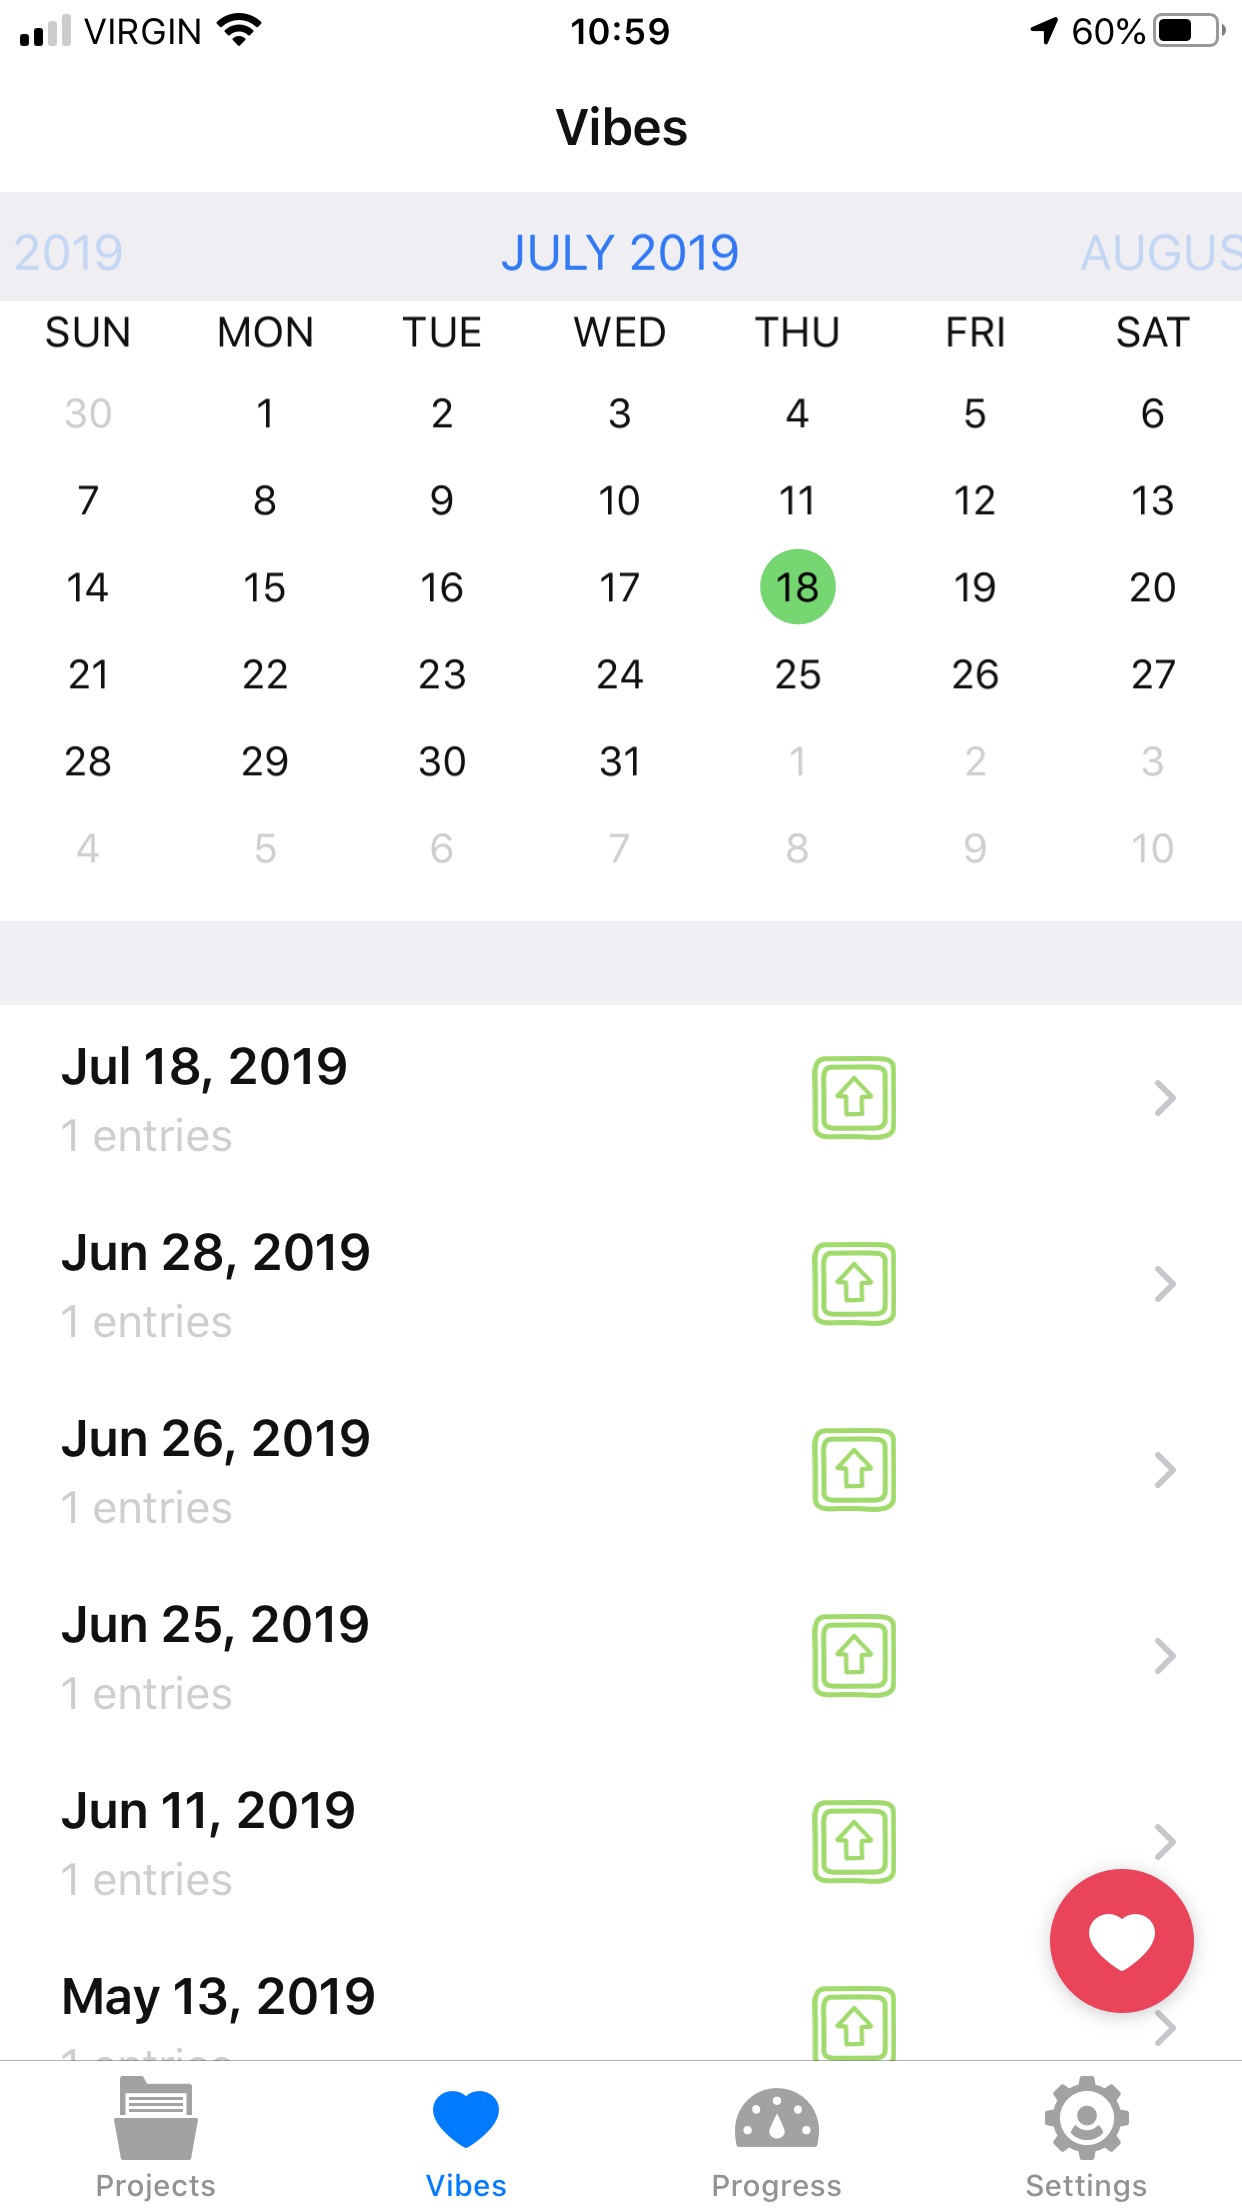 VIRGIN 10:59 60%
Vibes
2019 JULY 2019 AUGUS
SUN MON TUE WED THU FRI SAT
30 1 2 3 4 5 6
7 8 9 10 11 12 13
14 15 16 17 18 19 20
21 22 23 24 25 26 27
28 29 30 31 1 2 3
4 5 6 7 8 9 10
Jul 18, 2019
1 entries
Jun 28, 2019
1 entries
Jun 26, 2019
1 entries
Jun 25, 2019
1 entries
Jun 11, 2019
1 entries
May 13, 2019
1 entries
Projects Vibes Progress Settings